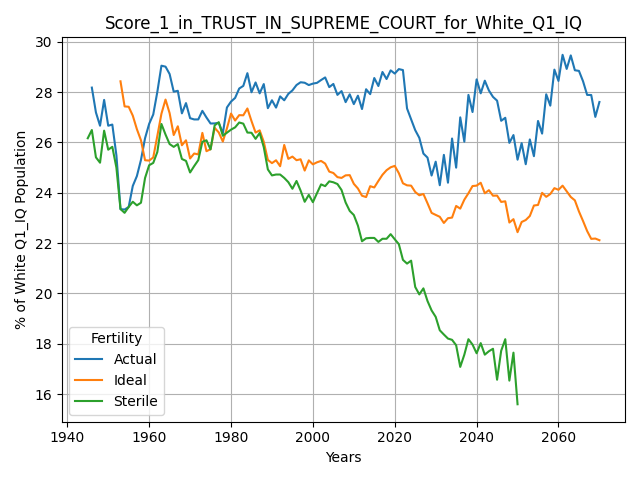 Score_1_in_TRUST_IN_SUPREME_COURT_for_White_Q1_IQ
% of White Q1_IQ Population
30
28
26
24
22
20
18
16
Fertility
Actual
Ideal
Sterile
1940 1960 1980 2000 2020 2040 2060
Years